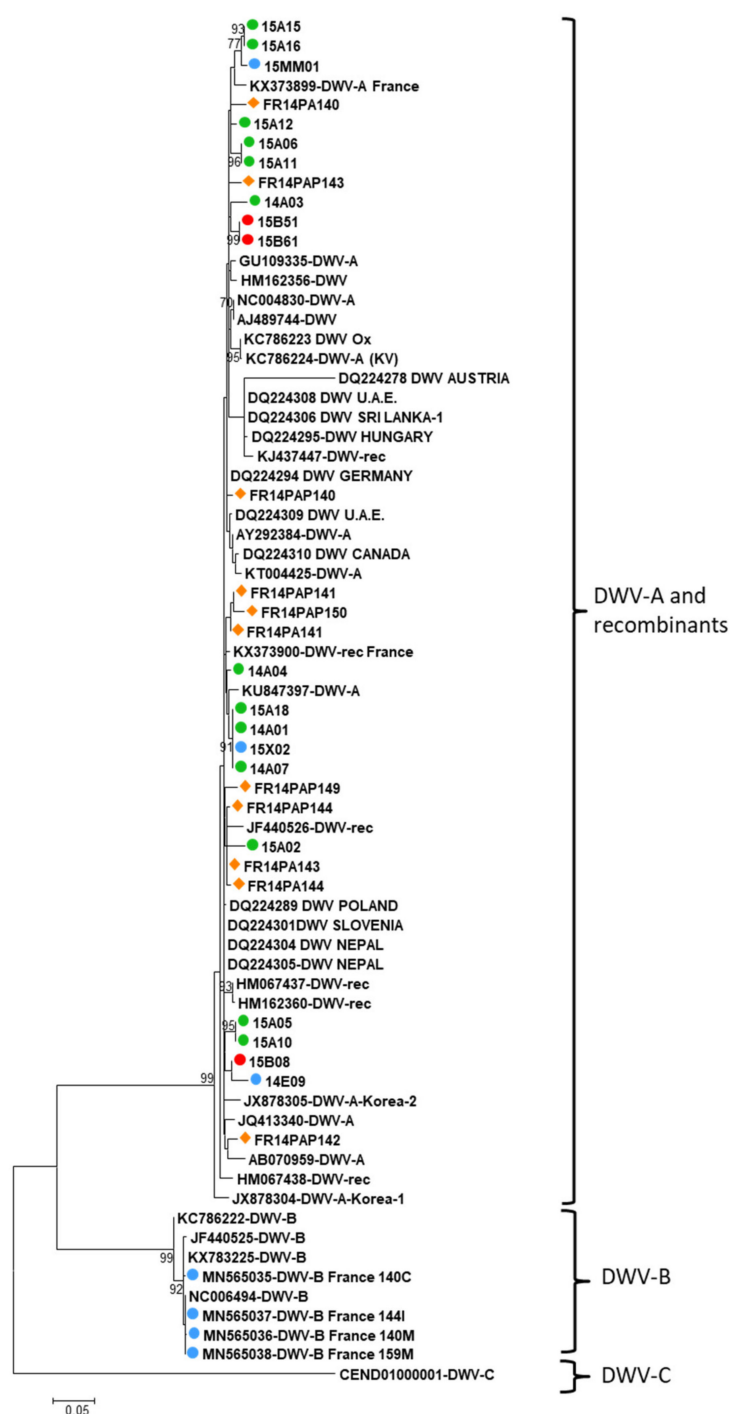 93
15A15
77
15A16
15MM01
KX373899-DWV-A France
FR14PA140
15A12
15A06
96
15A11
FR14PAP143
14A03
15B51
99
15B61
GU109335-DWV-A
HM162356-DWV
70
NC004830-DWV-A
AJ489744-DWV
KC786223 DWV Ox
95
KC786224-DWV-A (KV)
DQ224278 DWV AUSTRIA
DQ224308 DWV U.A.E.
DQ224306 DWV SRI LANKA-1
DQ224295-DWV HUNGARY
KJ437447-DWV-rec
DQ224294 DWV GERMANY
FR14PAP140
DQ224309 DWV U.A.E.
AY292384-DWV-A
DQ224310 DWV CANADA
KT004425-DWV-A
FR14PAP141
FR14PAP150
FR14PA141
KX373900-DWV-rec France
14A04
KU847397-DWV-A
15A18
14A01
91
15X02
14A07
FR14PAP149
FR14PAP144
JF440526-DWV-rec
15A02
FR14PA143
FR14PA144
DQ224289 DWV POLAND
DQ224301DWV SLOVENIA
DQ224304 DWV NEPAL
DQ224305-DWV NEPAL
93
HM067437-DWV-rec
HM162360-DWV-rec
95
15A05
15A10
15B08
99
14E09
JX878305-DWV-A-Korea-2
JQ413340-DWV-A
FR14PAP142
AB070959-DWV-A
HM067438-DWV-rec
JX878304-DWV-A-Korea-1
DWV-A and
recombinants
KC786222-DWV-B
JF440525-DWV-B
99
KX783225-DWV-B
MN565035-DWV-B France 140C
92
NC006494-DWV-B
MN565037-DWV-B France 144I
MN565036-DWV-B France 140M
MN565038-DWV-B France 159M
DWV-B
CEND01000001-DWV-C
DWV-C
0.05